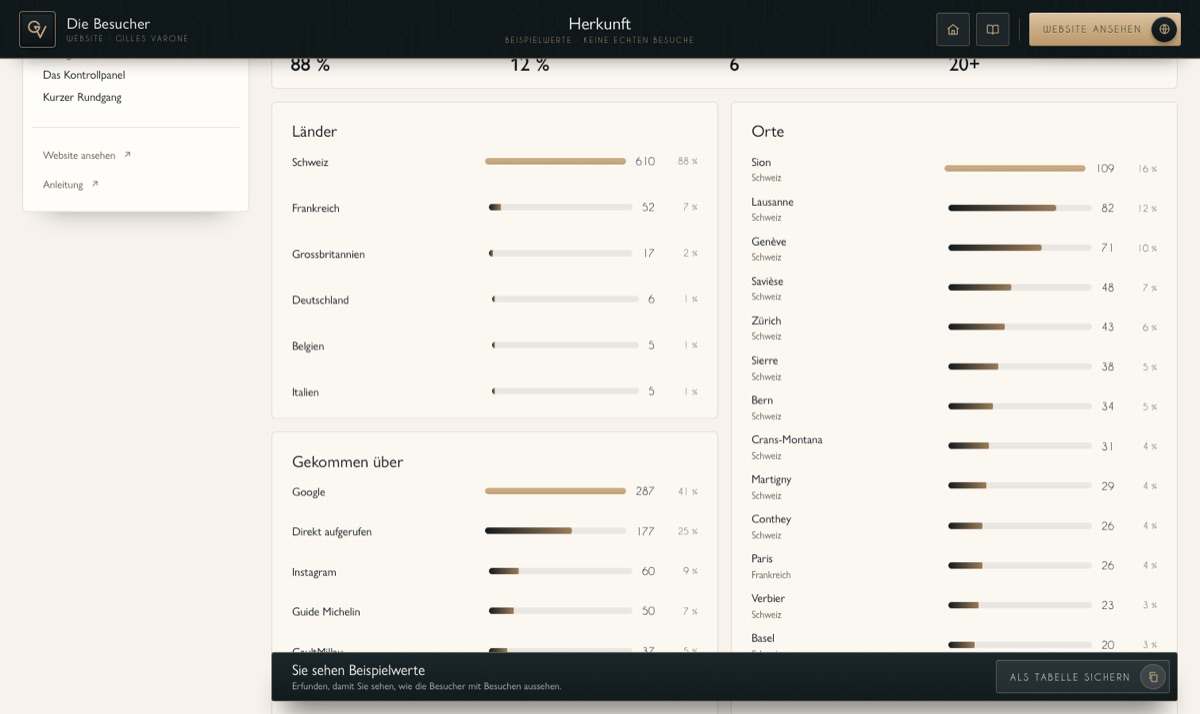 GV
Die Besucher
WEBSITE · GILLES VARONE
Herkunft
BEISPIELWERTE · KEINE ECHTEN BESUCHE
WEBSITE ANSEHEN
Das Kontrollpanel
Kurzer Rundgang
Website ansehen ↗
Anleitung ↗
88 %
12 %
6
20+
Länder
Schweiz 610 88 %
Frankreich 52 7 %
Grossbritannien 17 2 %
Deutschland 6 1 %
Belgien 5 1 %
Italien 5 1 %
Gekommen über
Google 287 41 %
Direkt aufgerufen 177 25 %
Instagram 60 9 %
Guide Michelin 50 7 %
GaultMillau 37 5 %
Orte
Sion 109 16 %
Schweiz
Lausanne 82 12 %
Schweiz
Genève 71 10 %
Schweiz
Savièse 48 7 %
Schweiz
Zürich 43 6 %
Schweiz
Sierre 38 5 %
Schweiz
Bern 34 5 %
Schweiz
Crans-Montana 31 4 %
Schweiz
Martigny 29 4 %
Schweiz
Conthey 26 4 %
Schweiz
Paris 26 4 %
Frankreich
Verbier 23 3 %
Schweiz
Basel 20 3 %
Sie sehen Beispielwerte
Erfunden, damit Sie sehen, wie die Besucher mit Besuchen aussehen.
ALS TABELLE SICHERN